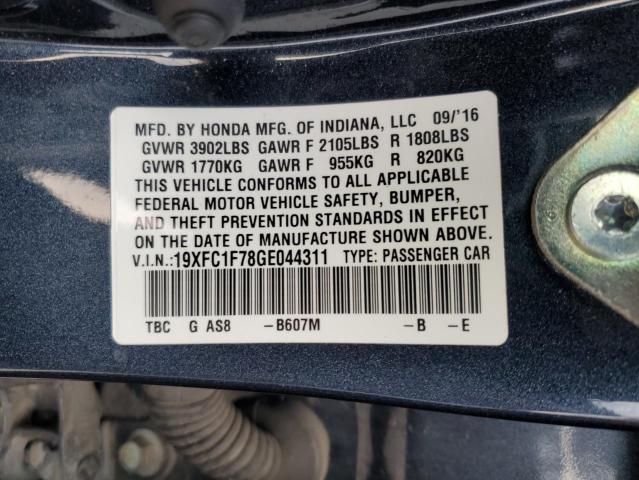 MFD. BY HONDA MFG. OF INDIANA, LLC 09/'16
GVWR 3902LBS GAWR F 2105LBS R 1808LBS
GVWR 1770KG GAWR F 955KG R 820KG
THIS VEHICLE CONFORMS TO ALL APPLICABLE
FEDERAL MOTOR VEHICLE SAFETY, BUMPER,
AND THEFT PREVENTION STANDARDS IN EFFECT
ON THE DATE OF MANUFACTURE SHOWN ABOVE.
V.I.N.:19XFC1F78GE044311 TYPE: PASSENGER CAR
TBC G AS8 -B607M -B -E